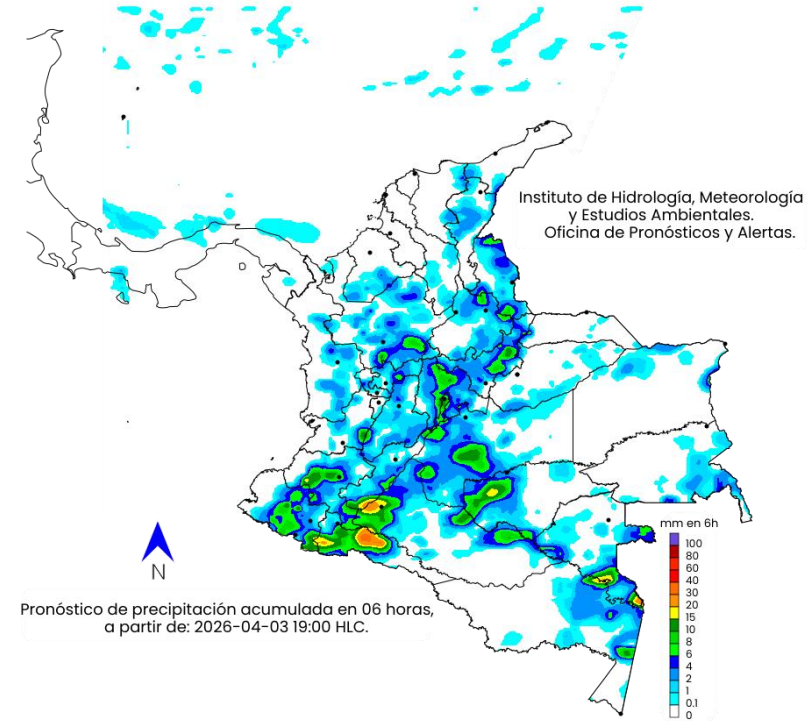 Instituto de Hidrología, Meteorología
y Estudios Ambientales.
Oficina de Pronósticos y Alertas.
N
Pronóstico de precipitación acumulada en 06 horas,
a partir de: 2026-04-03 19:00 HLC.
mm en 6h
100
80
60
40
30
20
15
10
8
6
4
2
1
0.1
0